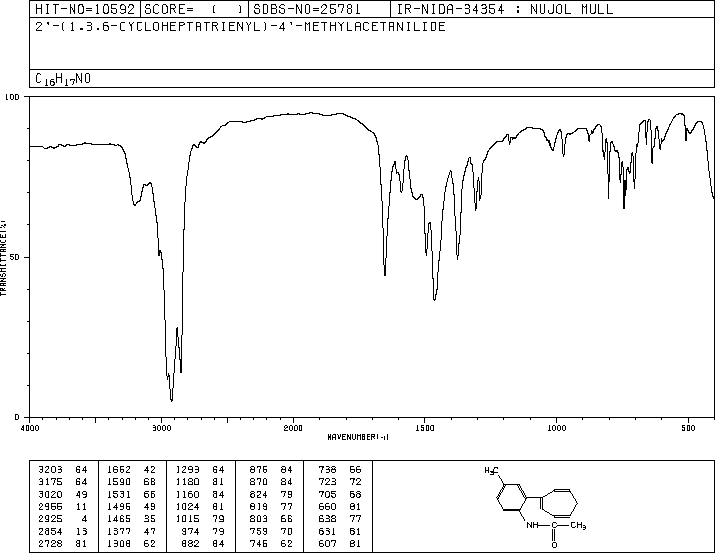 HIT-NO=10592 SCORE= ( ) SDBS-NO=25781 IR-NIDA-34354 : NUJOL MULL
2'-(1.3.6-CYCLOHEPTATRIENYL)-4'-METHYLACETANILIDE
C16H17NO
100
50
0
TRANSMITTANCE(%)
4000 3000 2000 1500 1000 500
WAVENUMBER(-1)
3203 64 1652 42 1293 64 876 84 738 66
3175 64 1590 68 1180 81 870 84 723 72
3020 49 1531 66 1160 84 824 79 705 68
2956 11 1496 49 1024 81 819 77 660 81
2925 4 1465 35 1015 79 803 66 638 77
2854 13 1377 47 974 79 759 70 631 81
2728 81 1308 62 882 84 746 62 607 81
H3C
NH C CH3
O